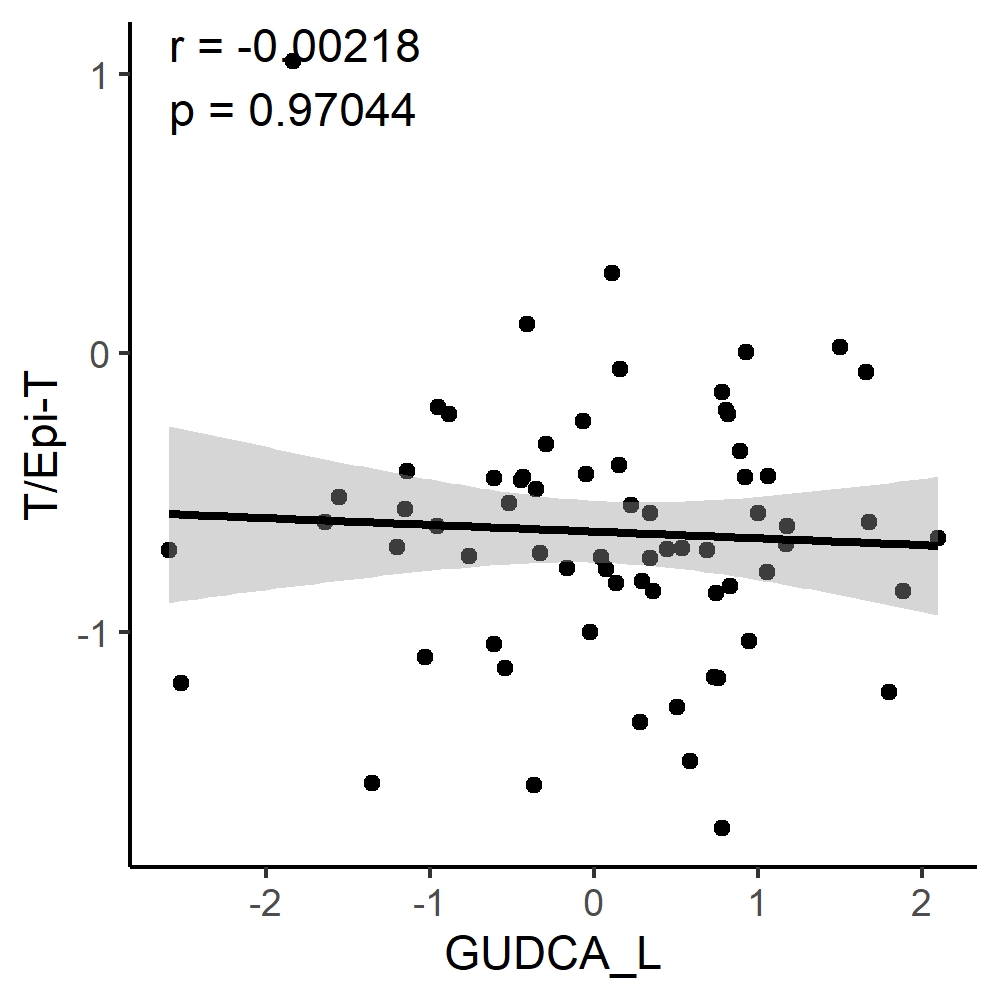 r = -0.00218
p = 0.97044
1
0
-1
T/Epi-T
-2
-1
0
1
2
GUDCA_L